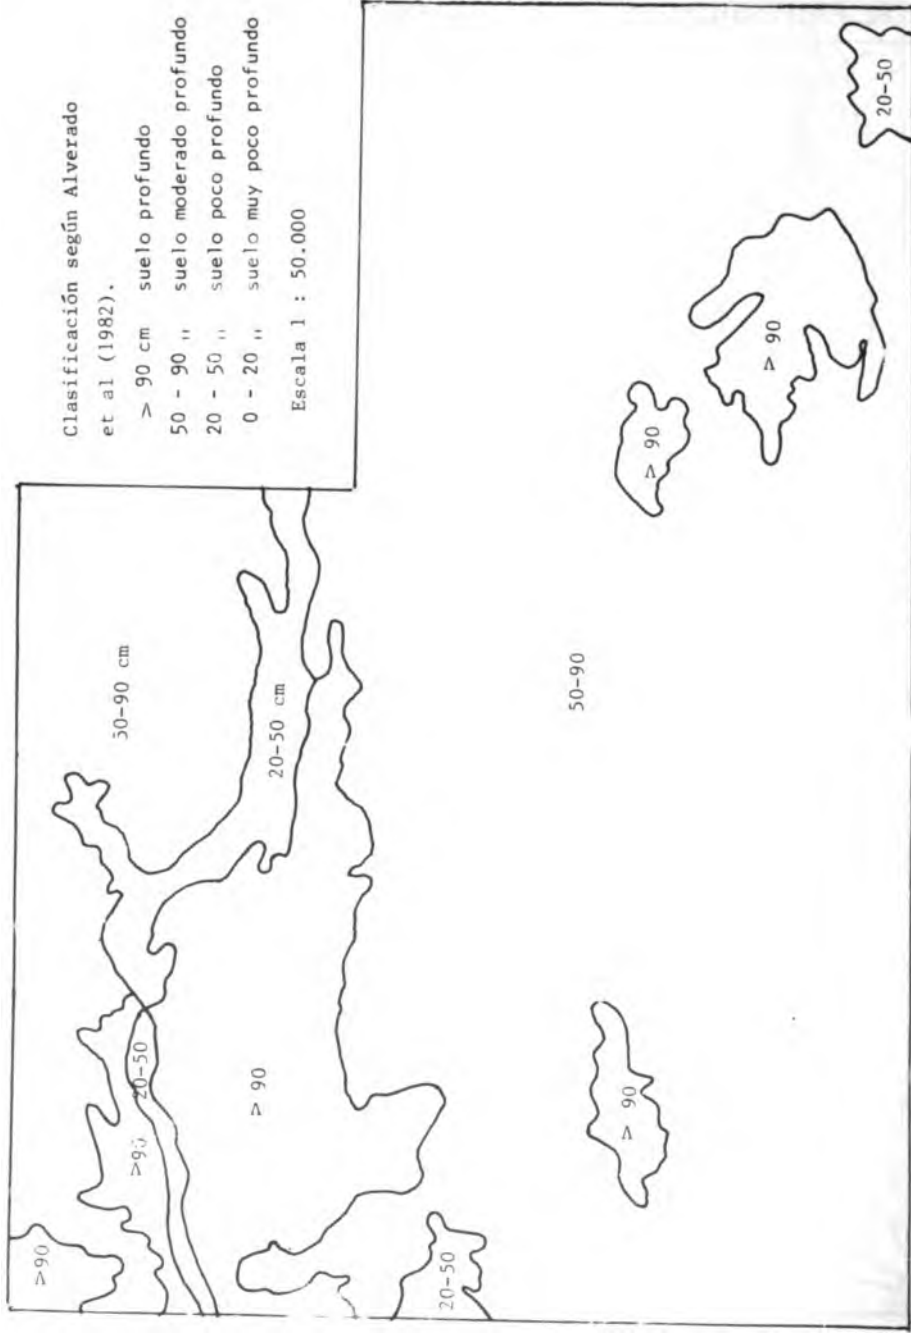 Clasificación según Alverado
et al (1982).
> 90 cm suelo profundo
50 - 90 ,, suelo moderado profundo
20 - 50 ,, suelo poco profundo
0 - 20 ,, suelo muy poco profundo
Escala 1 : 50.000
>90
>90
20-50
50-90 cm
20-50 cm
> 90
20-50
50-90
> 90
> 90
> 90
20-50